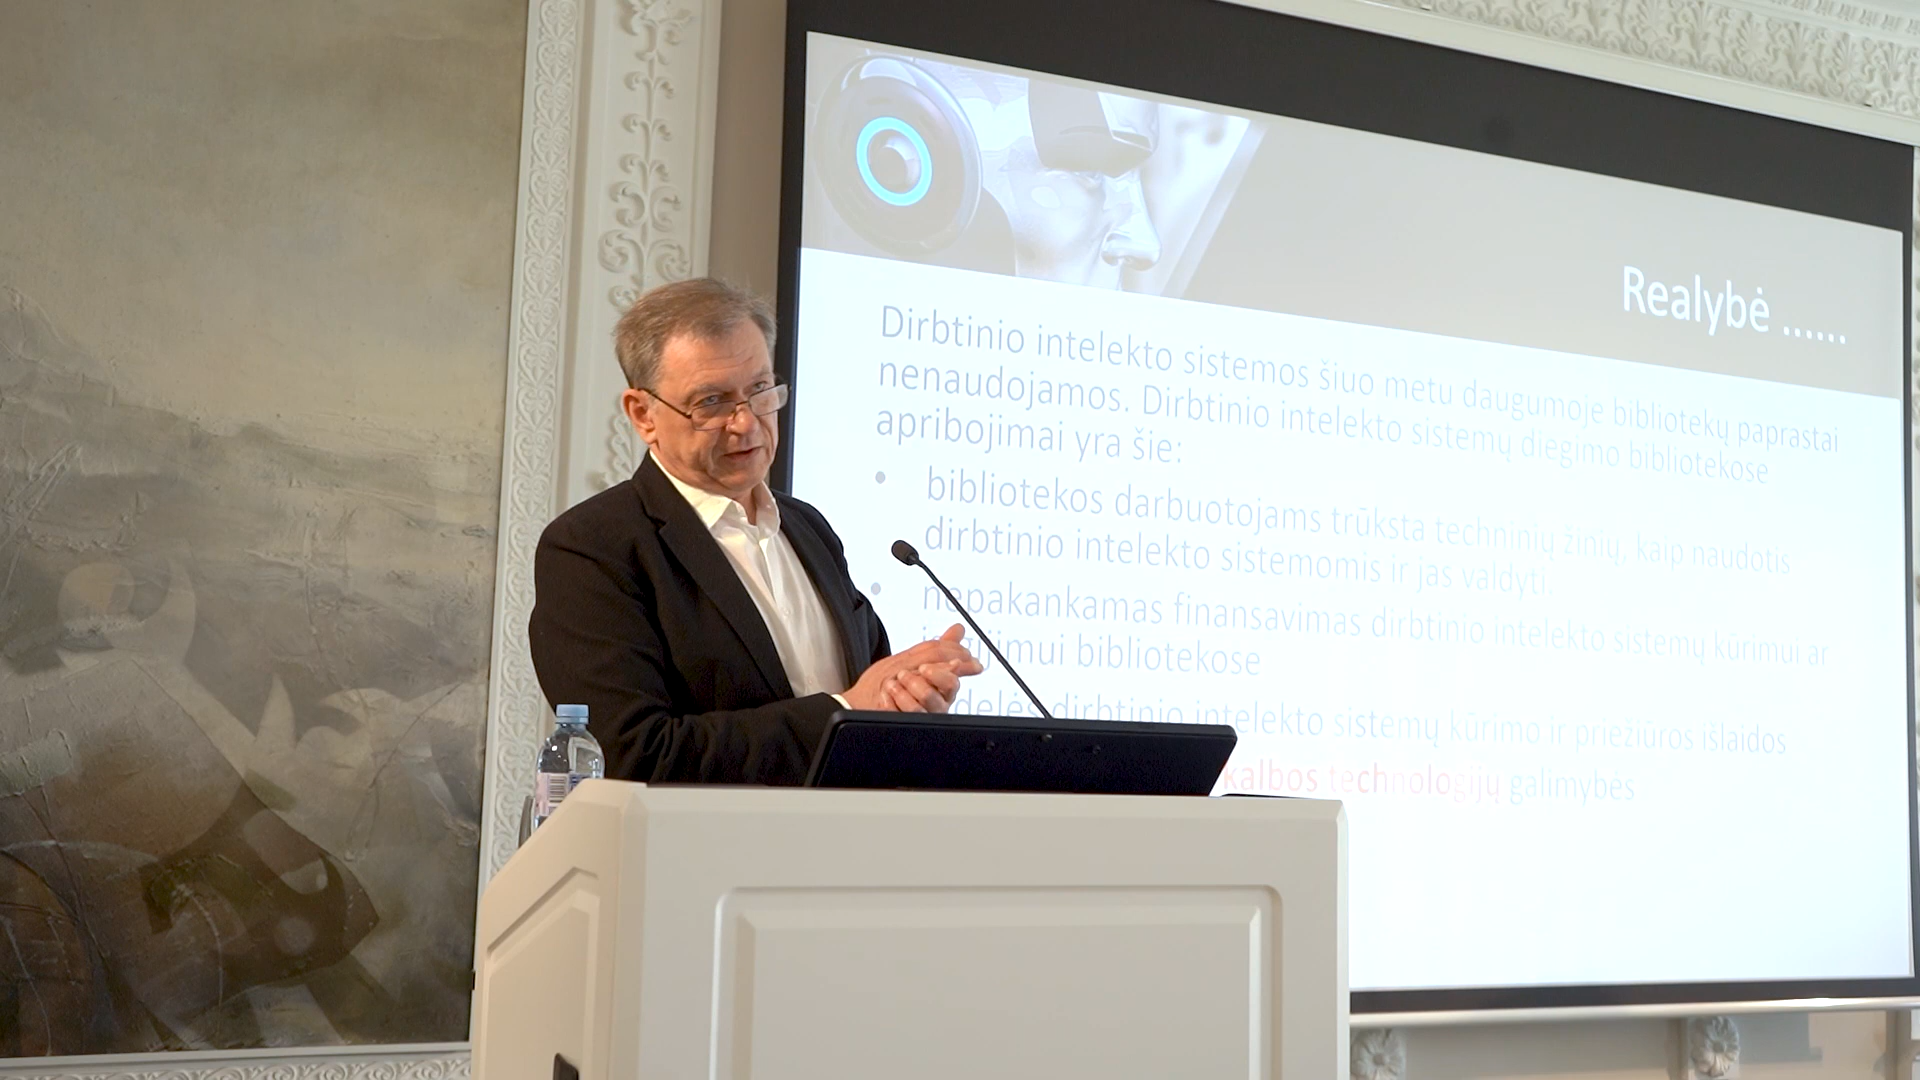 Realybė ......
Dirbtinio intelekto sistemos šiuo metu daugumoje bibliotekų paprastai
nenaudojamos. Dirbtinio intelekto sistemų diegimo bibliotekose
apribojimai yra šie:
• bibliotekos darbuotojams trūksta techninių žinių, kaip naudotis
dirbtinio intelekto sistemomis ir jas valdyti.
• nepakankamas finansavimas dirbtinio intelekto sistemų kūrimui ar
įsigijimui bibliotekose
dirbtinio intelekto sistemų kūrimo ir priežiūros išlaidos
kalbos technologijų galimybės